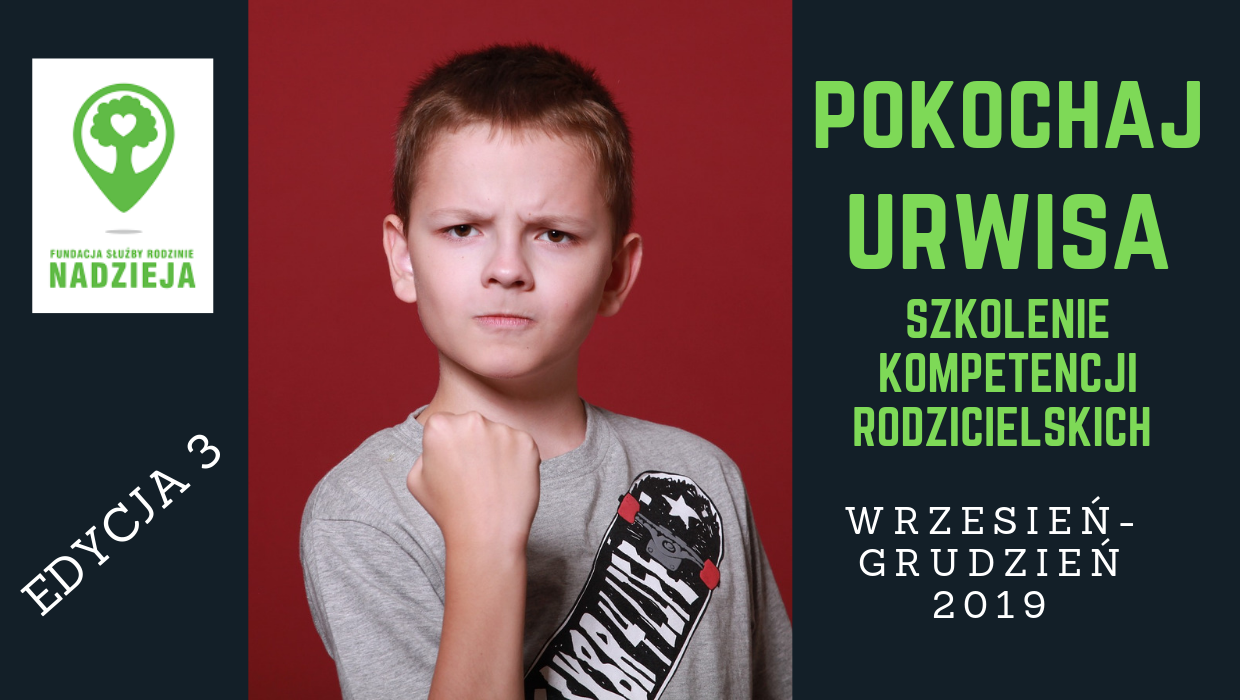 FUNDACJA SŁUŻBY RODZINIE
NADZIEJA
EDYCJA 3
POKOCHAJ
URWISA
SZKOLENIE
KOMPETENCJI
RODZICIELSKICH
WRZESIEŃ-
GRUDZIEŃ
2019